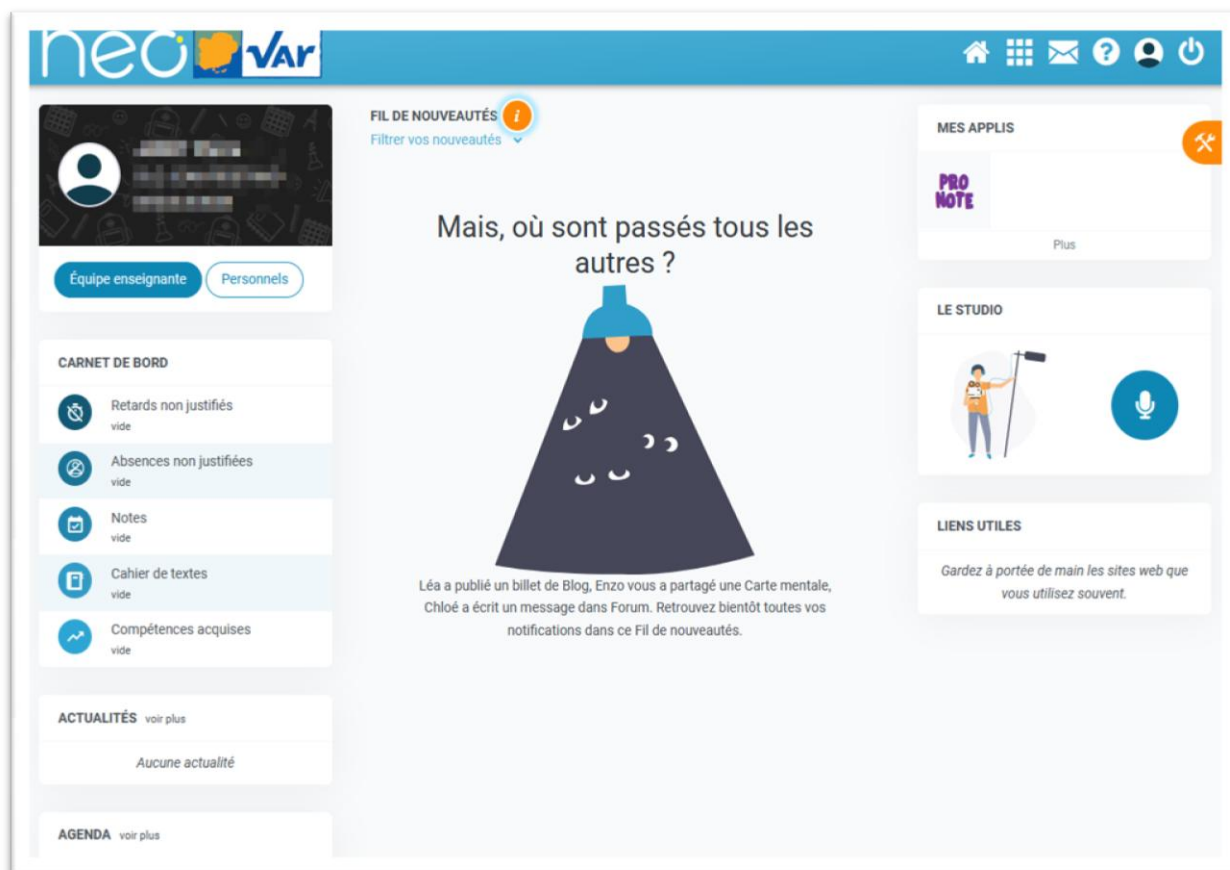 neo var
Équipe enseignante
Personnels
CARNET DE BORD
Retards non justifiés
vide
Absences non justifiées
vide
Notes
vide
Cahier de textes
vide
Compétences acquises
vide
ACTUALITÉS voir plus
Aucune actualité
AGENDA voir plus
FIL DE NOUVEAUTÉS i
Filtrer vos nouveautés
Mais, où sont passés tous les
autres ?
Léa a publié un billet de Blog, Enzo vous a partagé une Carte mentale,
Chloé a écrit un message dans Forum. Retrouvez bientôt toutes vos
notifications dans ce Fil de nouveautés.
?
MES APPLIS
PRO
NOTE
Plus
LE STUDIO
LIENS UTILES
Gardez à portée de main les sites web que
vous utilisez souvent.